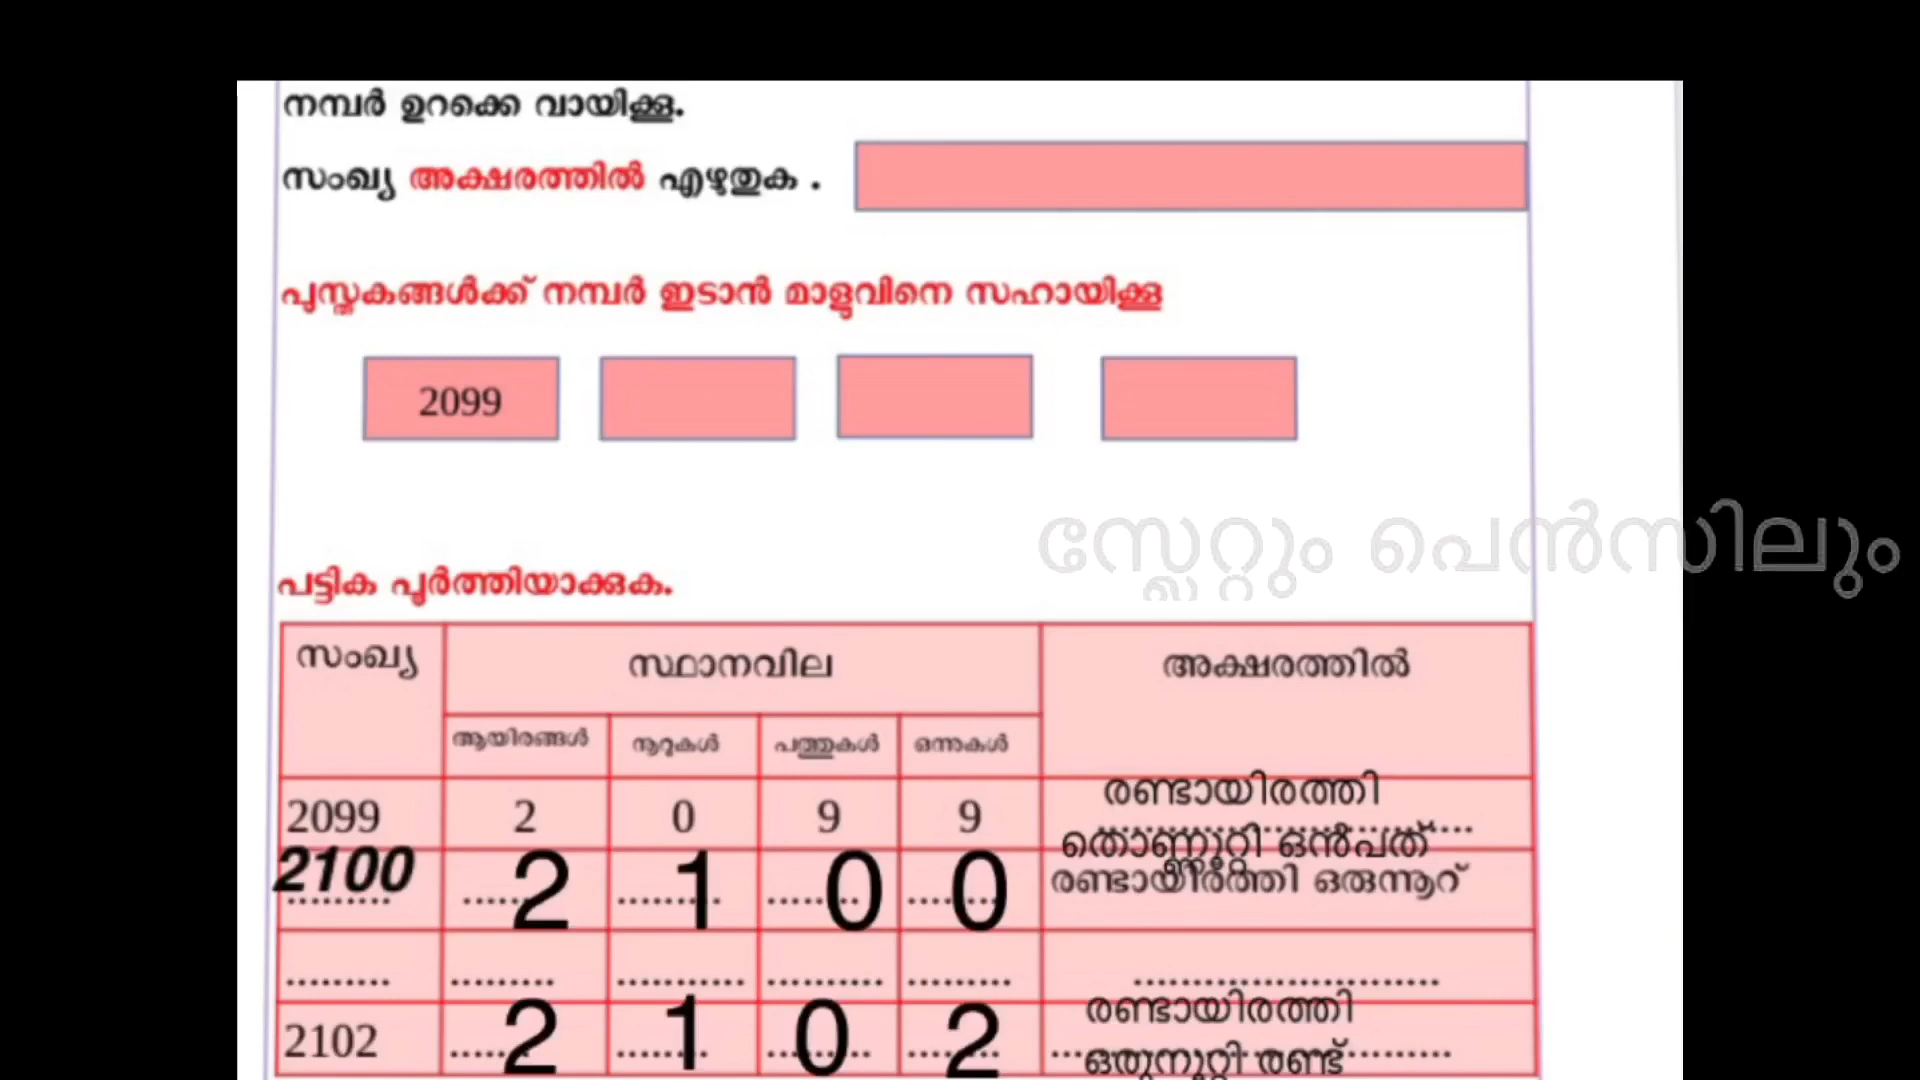 നമ്പർ ഉറക്കെ വായിക്കൂ.
സംഖ്യ അക്ഷരത്തിൽ എഴുതുക .
പുസ്തകങ്ങൾക്ക് നമ്പർ ഇടാൻ മാളുവിനെ സഹായിക്കൂ
2099
സ്ലേറ്റും പെൻസിലും
പട്ടിക പൂർത്തിയാക്കുക.
സംഖ്യ സ്ഥാനവില അക്ഷരത്തിൽ
ആയിരങ്ങൾ നൂറുകൾ പത്തുകൾ ഒന്നുകൾ
2099 2 0 9 9 രണ്ടായിരത്തി
തൊണ്ണൂറ്റി ഒൻപത്
2100 2 1 0 0 രണ്ടായിരത്തി ഒരുന്നൂറ്
......... ......... ........... .......... ......... ........................
2102 2 1 0 2 രണ്ടായിരത്തി
ഒരുനൂറ്റി രണ്ട്